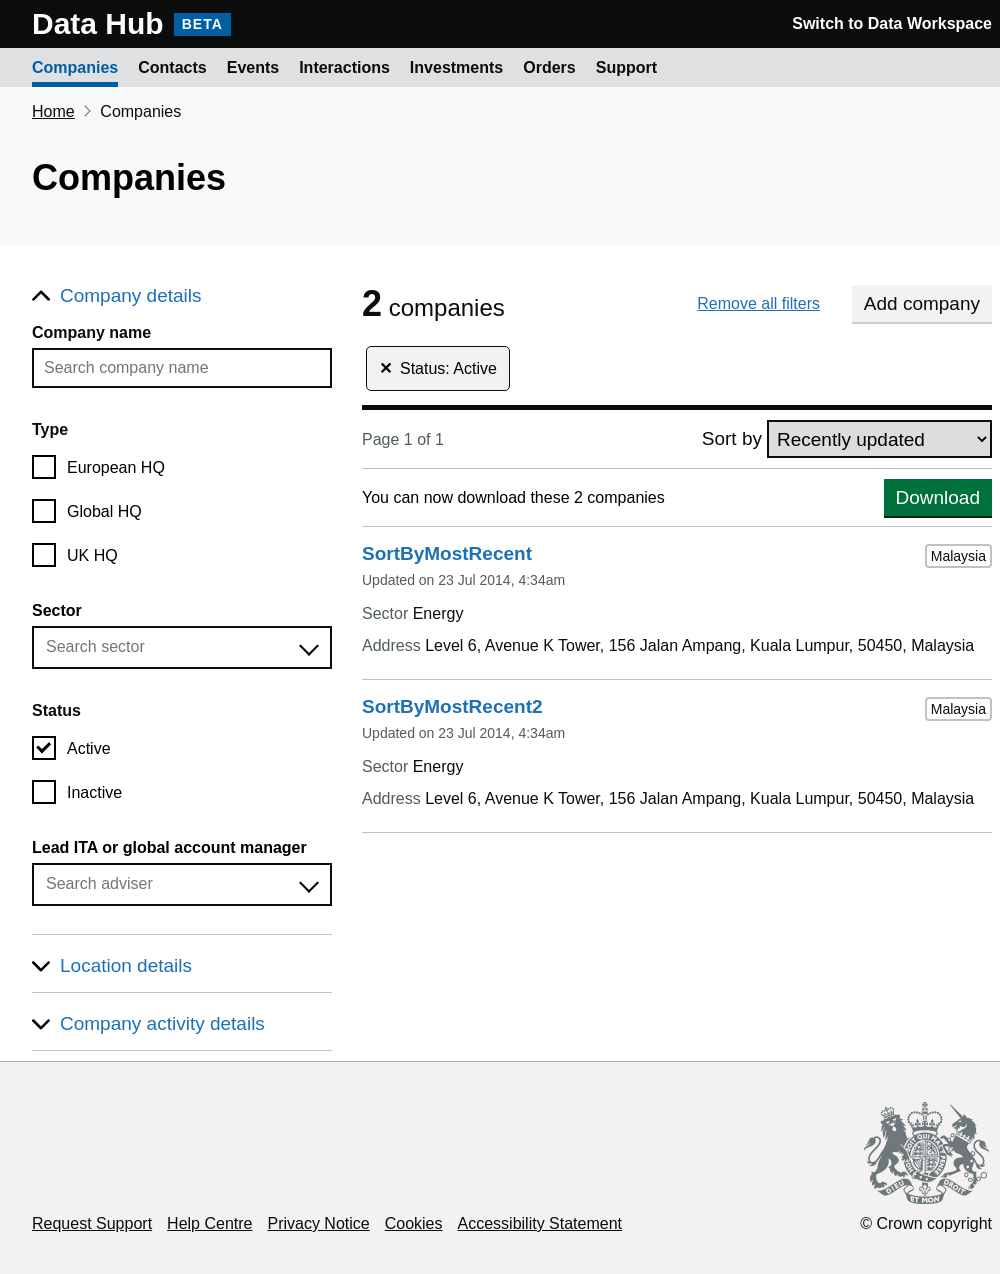 Data Hub BETA
Switch to Data Workspace
Companies Contacts Events Interactions Investments Orders Support
Home Companies
Companies
Company details
Company name
Search company name
Type
European HQ
Global HQ
UK HQ
Sector
Search sector
Status
Active
Inactive
Lead ITA or global account manager
Search adviser
Location details
Company activity details
2 companies
Remove all filters
Add company
✕ Status: Active
Page 1 of 1
Sort by Recently updated
You can now download these 2 companies
Download
SortByMostRecent
Malaysia
Updated on 23 Jul 2014, 4:34am
Sector Energy
Address Level 6, Avenue K Tower, 156 Jalan Ampang, Kuala Lumpur, 50450, Malaysia
SortByMostRecent2
Malaysia
Updated on 23 Jul 2014, 4:34am
Sector Energy
Address Level 6, Avenue K Tower, 156 Jalan Ampang, Kuala Lumpur, 50450, Malaysia
DIEU ET MON DROIT
Request Support Help Centre Privacy Notice Cookies Accessibility Statement
© Crown copyright